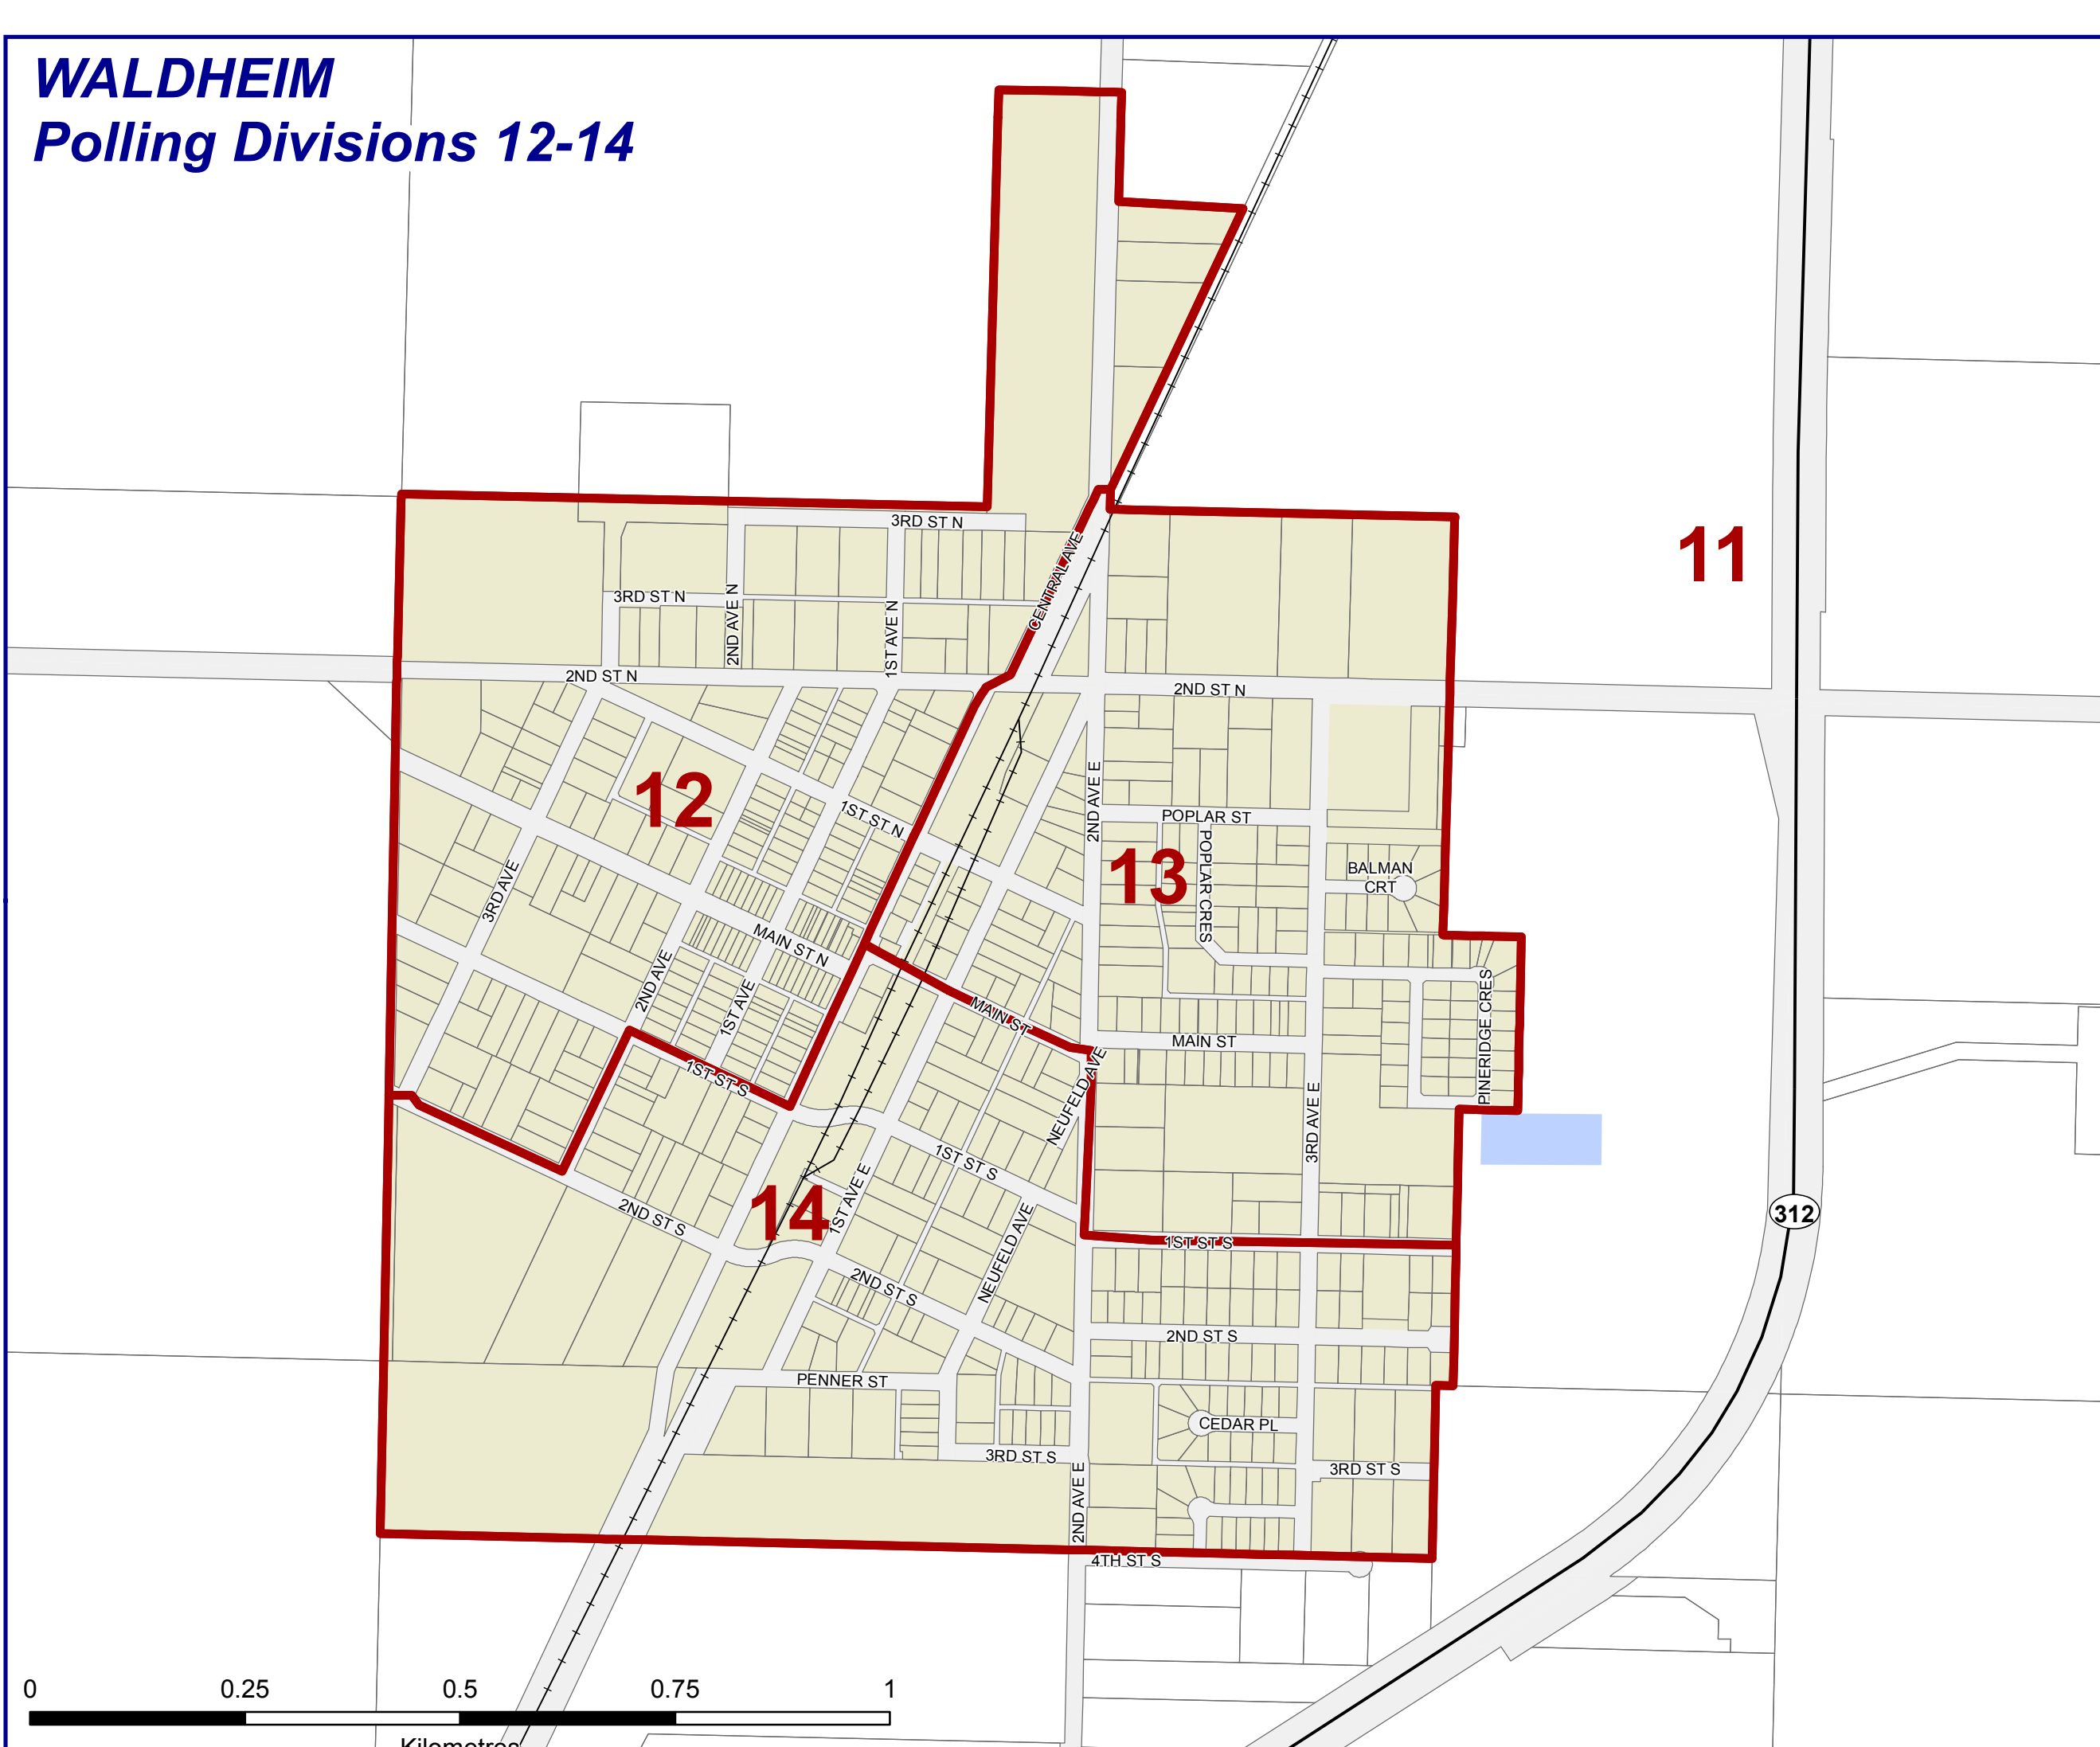 WALDHEIM
Polling Divisions 12-14
3RD ST N
CENTRAL AVE
11
3RD ST N
2ND AVE N
1ST AVE N
2ND ST N
2ND ST N
12
1ST ST N
2ND AVE E
POPLAR ST
13
POPLAR CRES
BALMAN
CRT
3RD AVE
MAIN ST N
2ND AVE
1ST AVE
MAIN ST
MAIN ST
PINERIDGE CRES
NEUFELD AVE
1ST ST S
3RD AVE E
1ST ST S
14
1ST AVE E
2ND ST S
312
NEUFELD AVE
1ST ST S
2ND ST S
2ND ST S
PENNER ST
CEDAR PL
3RD ST S
3RD ST S
2ND AVE E
4TH ST S
0 0.25 0.5 0.75 1
Kilometres